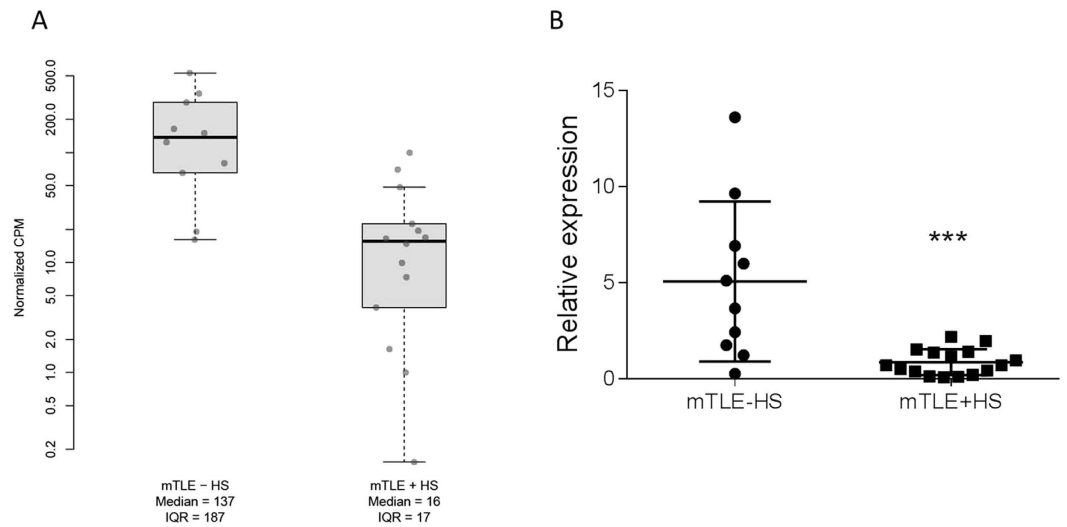 A
Normalized CPM
500.0
200.0
50.0
10.0
5.0
2.0
1.0
0.5
0.2
mTLE − HS
Median = 137
IQR = 187
mTLE + HS
Median = 16
IQR = 17
B
Relative expression
15
10
5
0
***
mTLE-HS
mTLE+HS